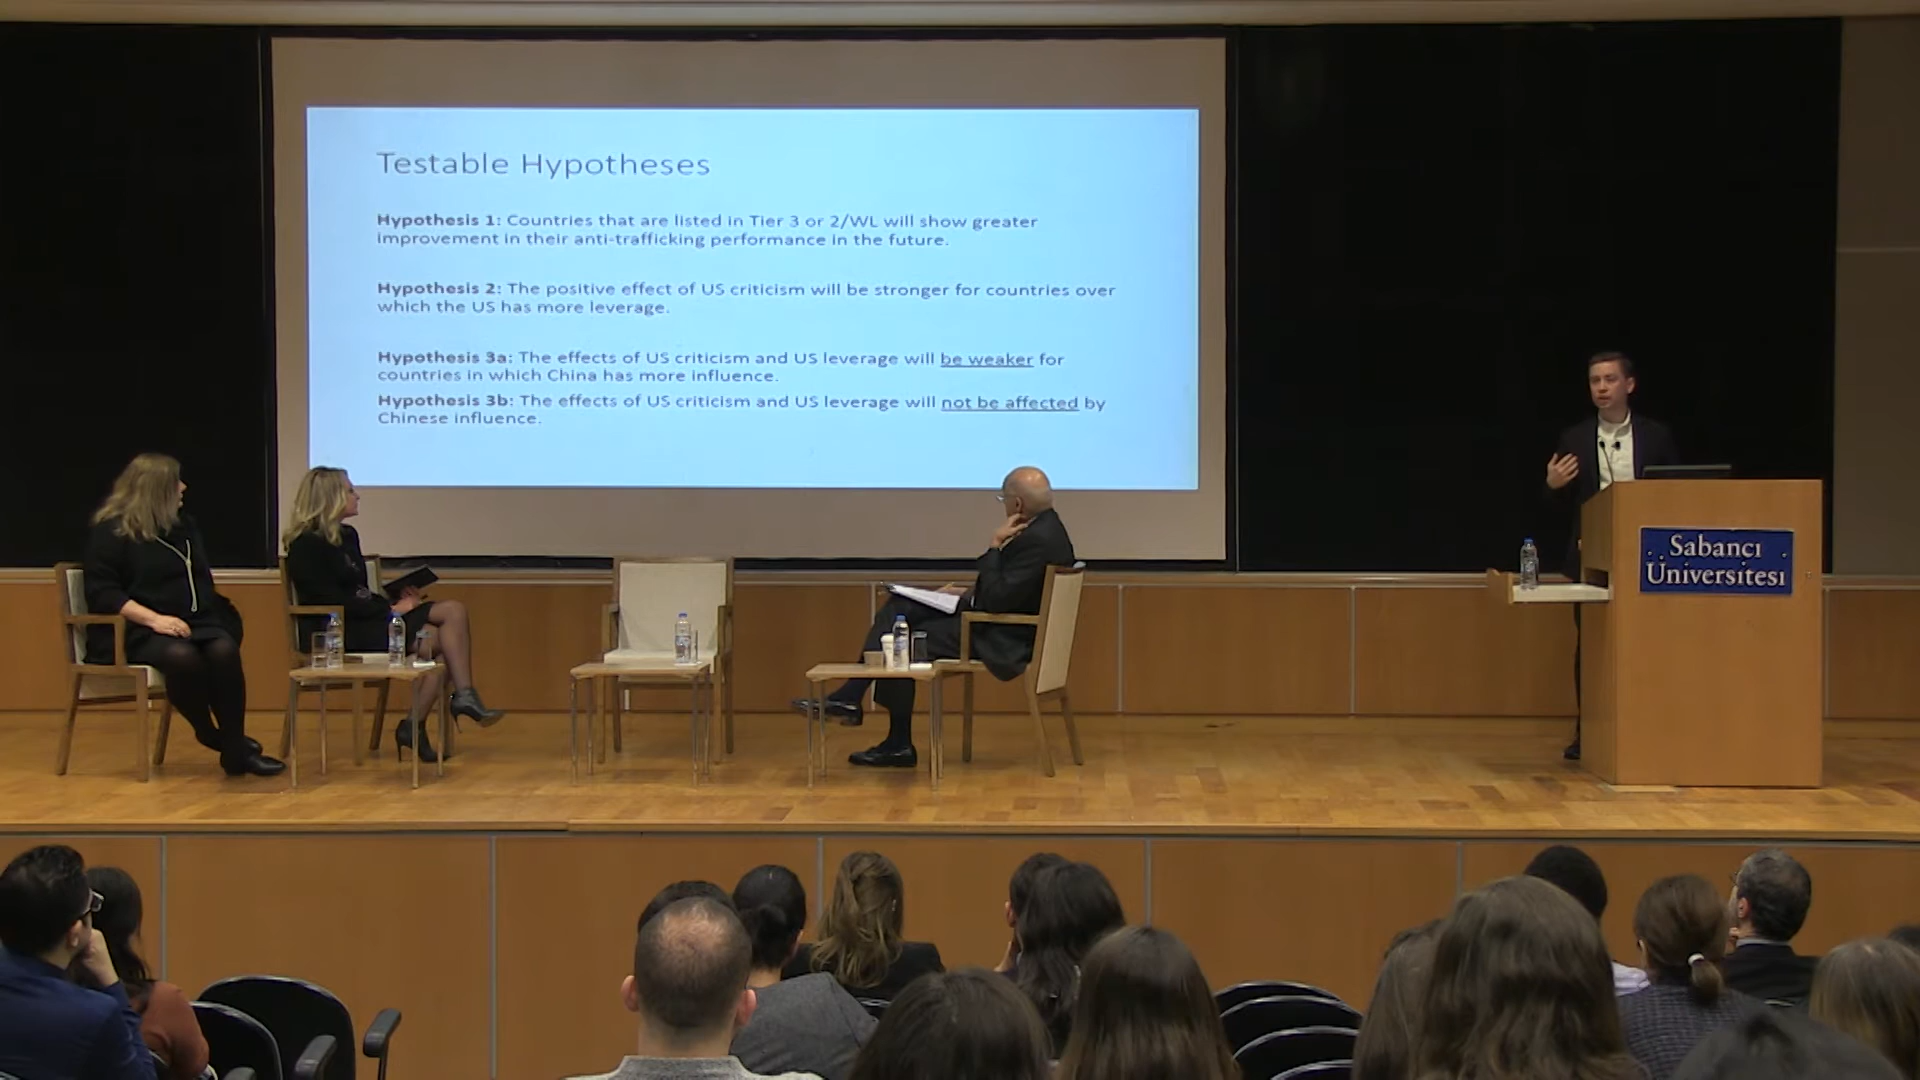 Testable Hypotheses
Hypothesis 1: Countries that are listed in Tier 3 or 2/WL will show greater
improvement in their anti-trafficking performance in the future.
Hypothesis 2: The positive effect of US criticism will be stronger for countries over
which the US has more leverage.
Hypothesis 3a: The effects of US criticism and US leverage will be weaker for
countries in which China has more influence.
Hypothesis 3b: The effects of US criticism and US leverage will not be affected by
Chinese influence.
Sabancı
Üniversitesi